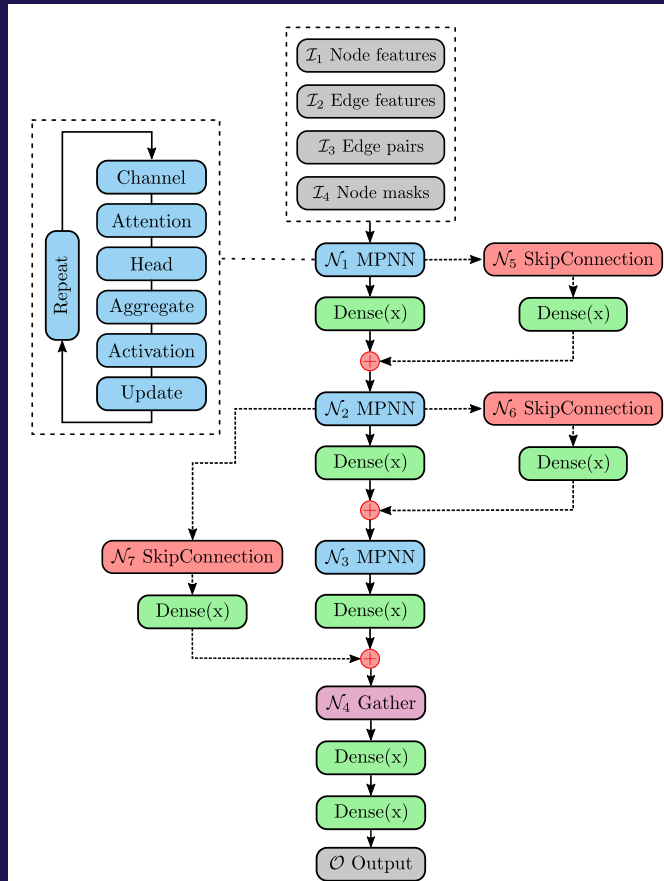 𝓘₁ Node features
𝓘₂ Edge features
𝓘₃ Edge pairs
𝓘₄ Node masks
Channel
Attention
Head
Aggregate
Activation
Update
Repeat
𝓝₁ MPNN
𝓝₅ SkipConnection
Dense(x)
Dense(x)
+
𝓝₂ MPNN
𝓝₆ SkipConnection
Dense(x)
Dense(x)
+
𝓝₇ SkipConnection
𝓝₃ MPNN
Dense(x)
Dense(x)
+
𝓝₄ Gather
Dense(x)
Dense(x)
𝓞 Output